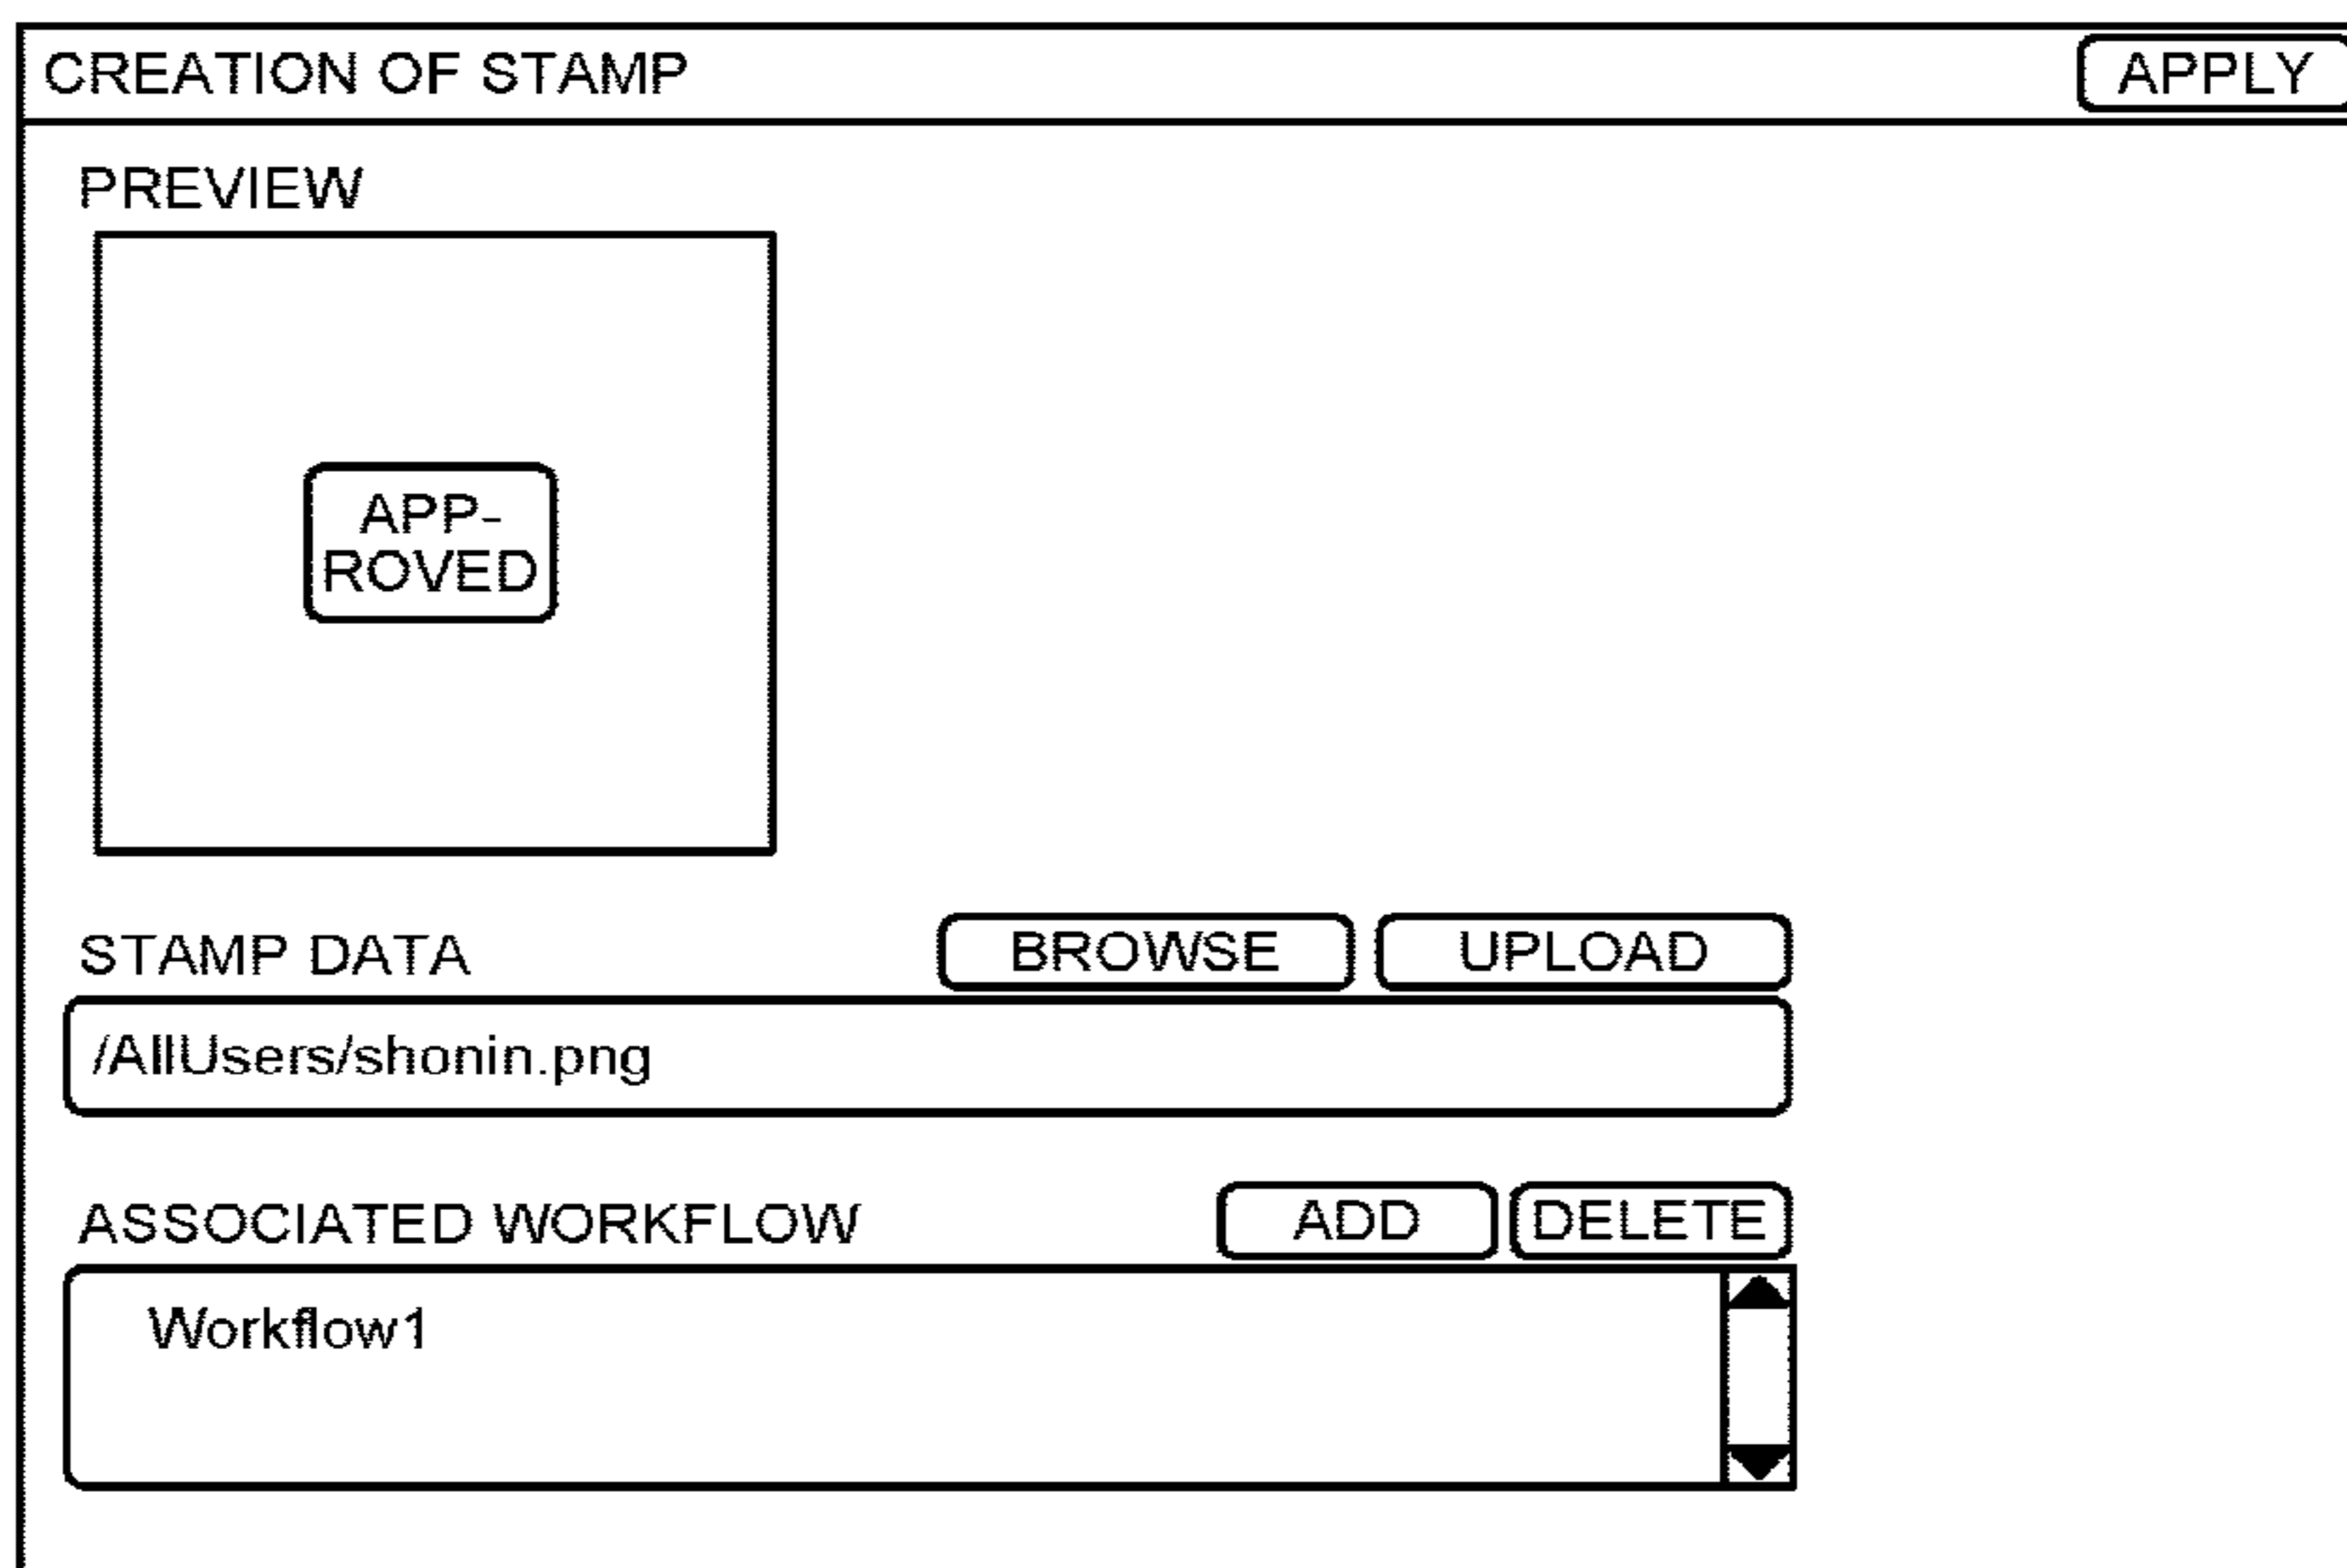 CREATION OF STAMP
APPLY
PREVIEW
APP-
ROVED
STAMP DATA
BROWSE
UPLOAD
/AllUsers/shonin.png
ASSOCIATED WORKFLOW
ADD
DELETE
Workflow1